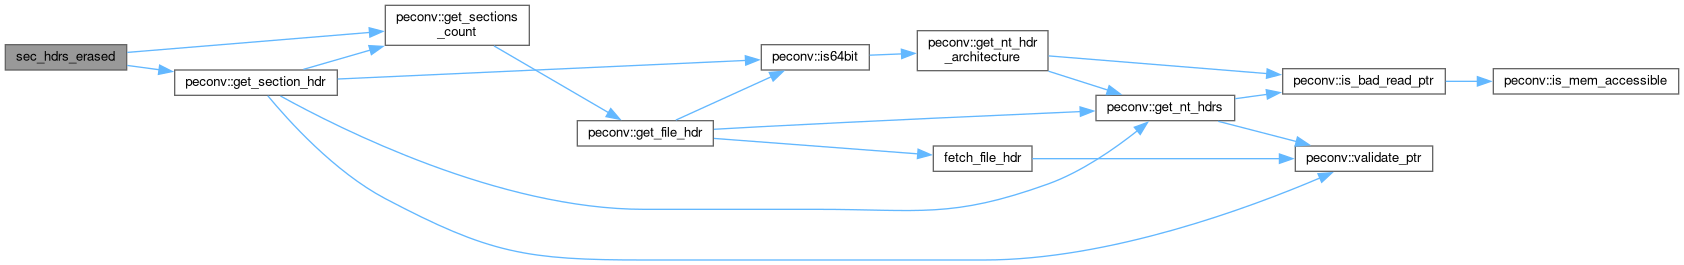 sec_hdrs_erased
peconv::get_sections
_count
peconv::get_section_hdr
peconv::get_file_hdr
peconv::is64bit
peconv::get_nt_hdr
_architecture
fetch_file_hdr
peconv::get_nt_hdrs
peconv::is_bad_read_ptr
peconv::validate_ptr
peconv::is_mem_accessible